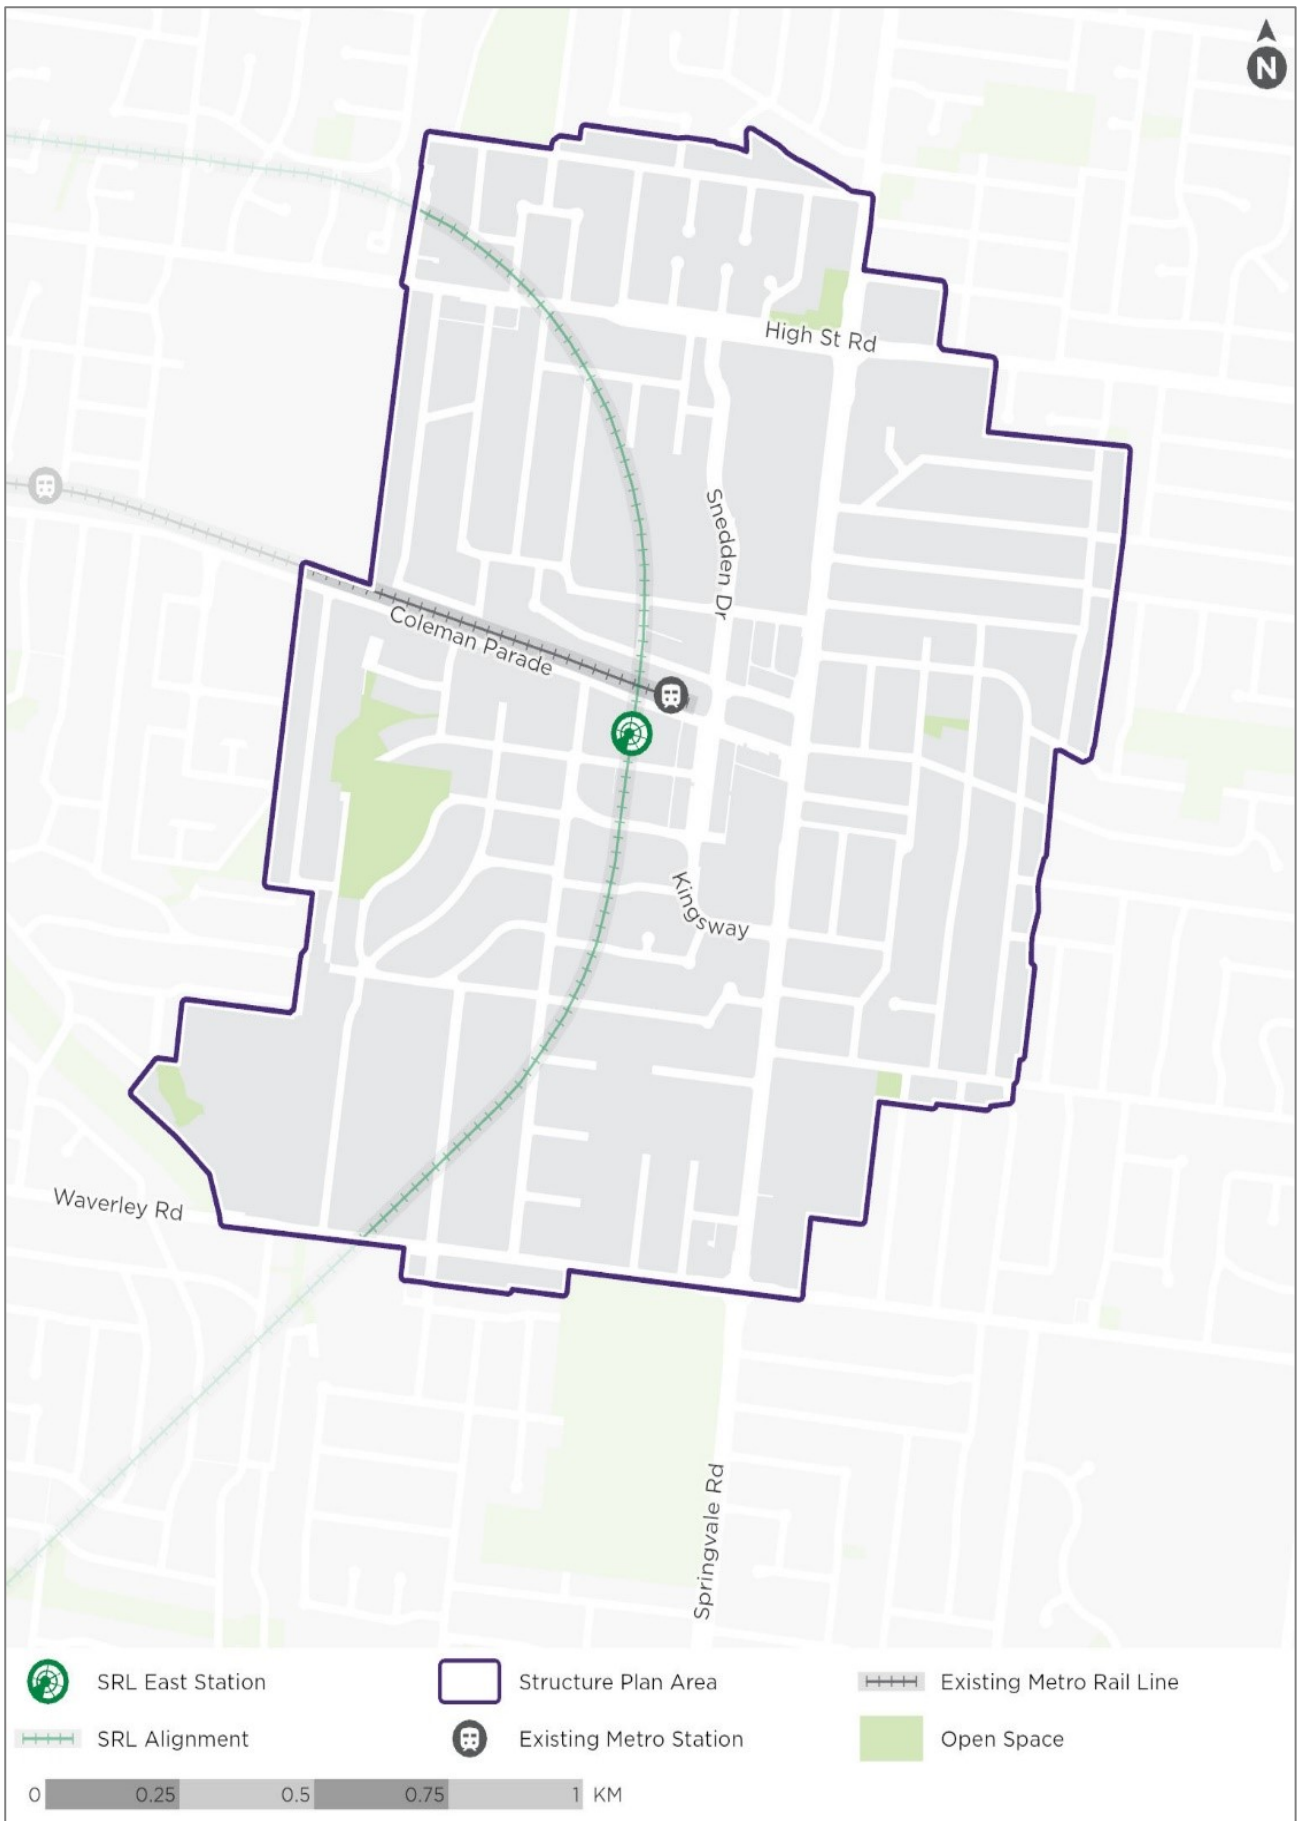 N
High St Rd
Snedden Dr
Coleman Parade
Kingsway
Waverley Rd
Springvale Rd
SRL East Station
Structure Plan Area
Existing Metro Rail Line
SRL Alignment
Existing Metro Station
Open Space
0 0.25 0.5 0.75 1 KM